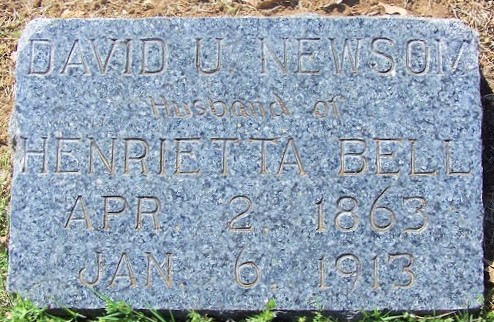 DAVID U. NEWSOM
Husband of
HENRIETTA BELL
APR. 2, 1863
JAN. 6, 1913